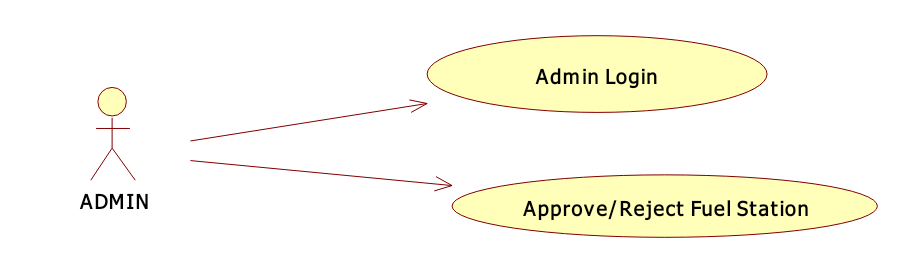 Admin Login
ADMIN
Approve/Reject Fuel Station